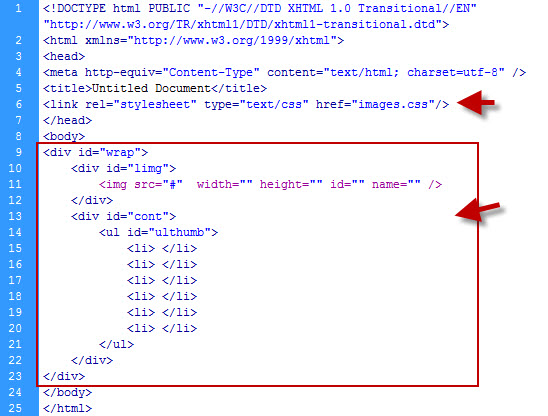 1 <!DOCTYPE html PUBLIC "-//W3C//DTD XHTML 1.0 Transitional//EN"
"http://www.w3.org/TR/xhtml1/DTD/xhtml1-transitional.dtd">
2 <html xmlns="http://www.w3.org/1999/xhtml">
3 <head>
4 <meta http-equiv="Content-Type" content="text/html; charset=utf-8" />
5 <title>Untitled Document</title>
6 <link rel="stylesheet" type="text/css" href="images.css"/>
7 </head>
8 <body>
9 <div id="wrap">
10 <div id="limg">
11 <img src="#"  width="" height="" id="" name="" />
12 </div>
13 <div id="cont">
14 <ul id="ulthumb">
15 <li> </li>
16 <li> </li>
17 <li> </li>
18 <li> </li>
19 <li> </li>
20 <li> </li>
21 </ul>
22 </div>
23 </div>
24 </body>
25 </html>